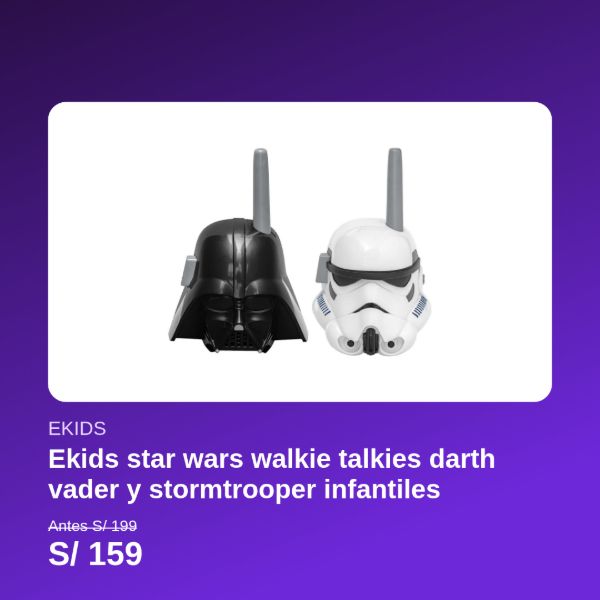 EKIDS
Ekids star wars walkie talkies darth
vader y stormtrooper infantiles
Antes S/ 199
S/ 159